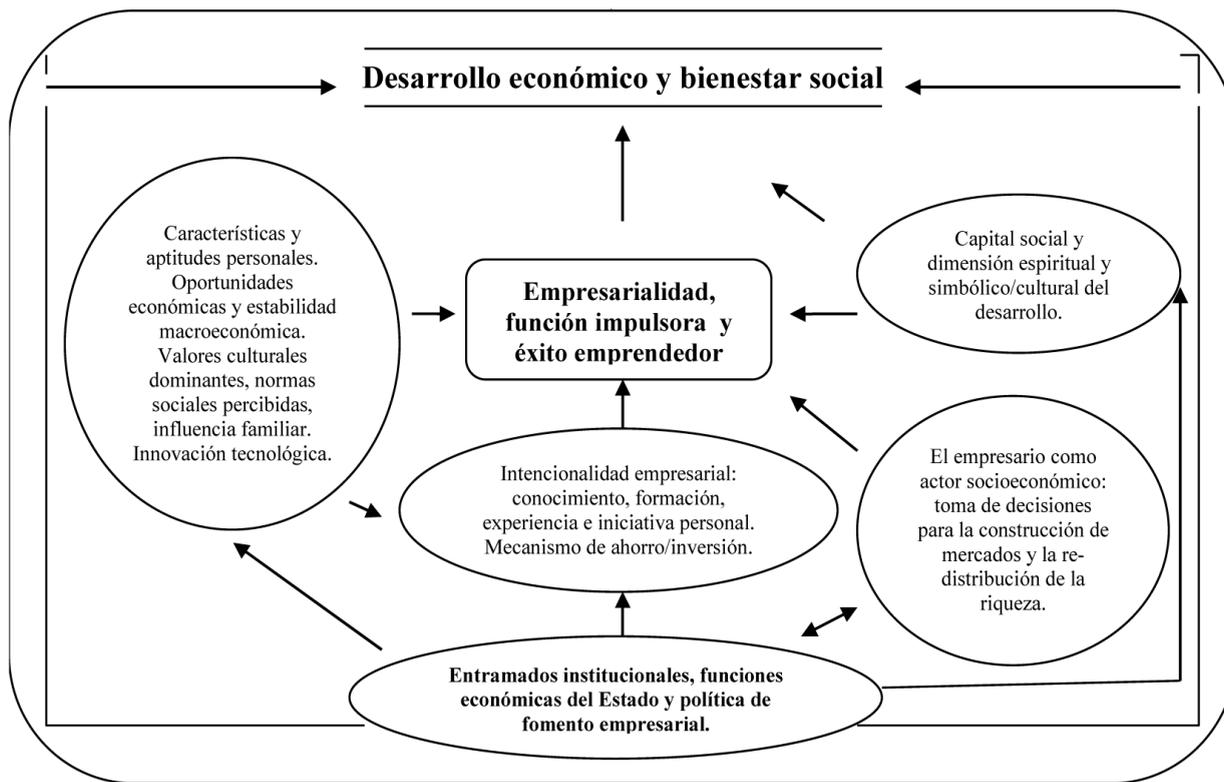 Desarrollo económico y bienestar social
Características y
aptitudes personales.
Oportunidades
económicas y estabilidad
macroeconómica.
Valores culturales
dominantes, normas
sociales percibidas,
influencia familiar.
Innovación tecnológica.
Empresarialidad,
función impulsora y
éxito emprendedor
Capital social y
dimensión espiritual y
simbólico/cultural del
desarrollo.
Intencionalidad empresarial:
conocimiento, formación,
experiencia e iniciativa personal.
Mecanismo de ahorro/inversión.
El empresario como
actor socioeconómico:
toma de decisiones
para la construcción de
mercados y la re-
distribución de la
riqueza.
Entramados institucionales, funciones
económicas del Estado y política de
fomento empresarial.